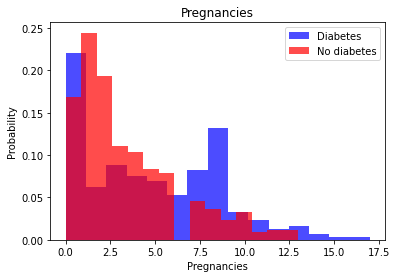 Pregnancies
Diabetes
No diabetes
0.25
0.20
0.15
0.10
0.05
0.00
Probability
0.0 2.5 5.0 7.5 10.0 12.5 15.0 17.5
Pregnancies